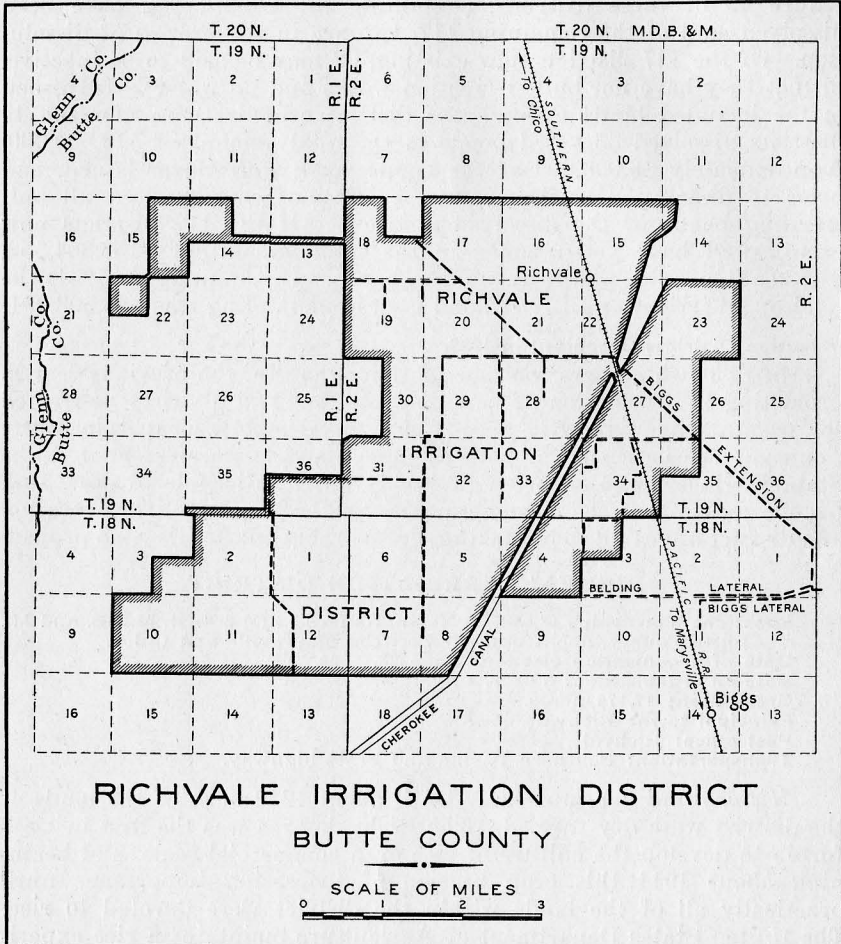 T. 20 N. T. 20 N. M.D.B. & M.
T. 19 N. T. 19 N.
4 3 2 1 R.1 E. R.2 E. 6 5 4 3 2 1
Glenn Co.
Butte Co.
To Chico
SOUTHERN
9 10 11 12 7 8 9 10 11 12
16 15 14 13 18 17 16 15 14 13
Richvale
R. 2 E.
RICHVALE
21 22 23 24 19 20 21 22 23 24
Glenn Co.
Butte Co.
28 27 26 25 R.1 E. R.2 E. 30 29 28 27 26 25
BIGGS EXTENSION
IRRIGATION
33 34 35 36 31 32 33 34 35 36
T. 19 N. T. 19 N.
T. 18 N. T. 18 N.
4 3 2 1 6 5 4 3 2 1
PACIFIC R.R.
BELDING LATERAL
BIGGS LATERAL
DISTRICT
9 10 11 12 7 8 9 10 11 12
To Marysville
CHEROKEE CANAL
Biggs
16 15 14 13 18 17 16 15 14 13
RICHVALE IRRIGATION DISTRICT
BUTTE COUNTY
SCALE OF MILES
0 1 2 3